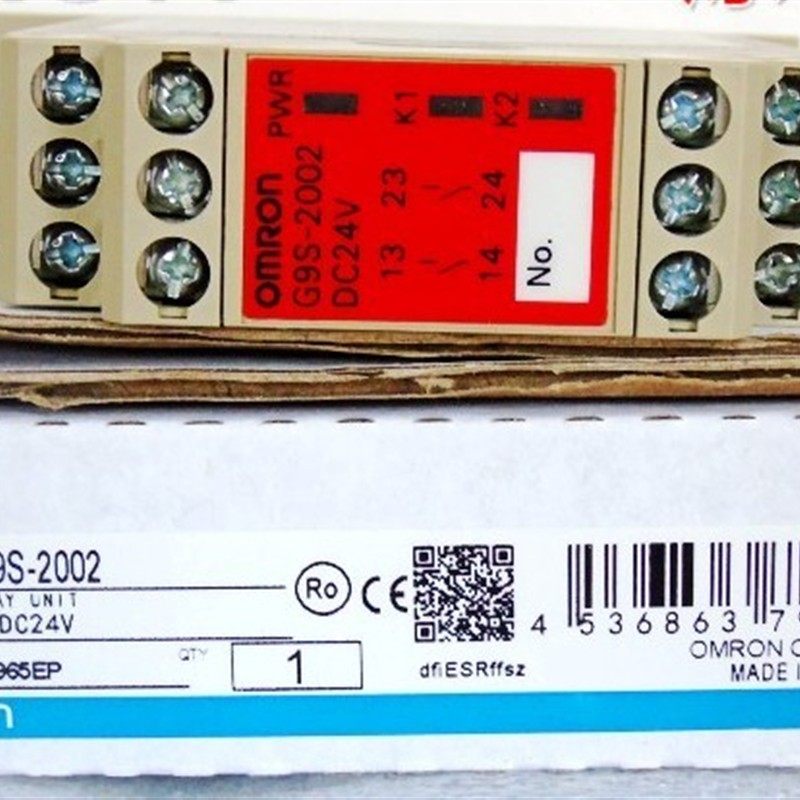 PWR K1 K2
OMRON
G9S-2002
DC24V
13 23
14 24
No.
9S-2002
AY UNIT
DC24V
965EP
QTY
1
Ro
CE
dfiESRffsz
4 536863 7
OMRON C
MADE I
n